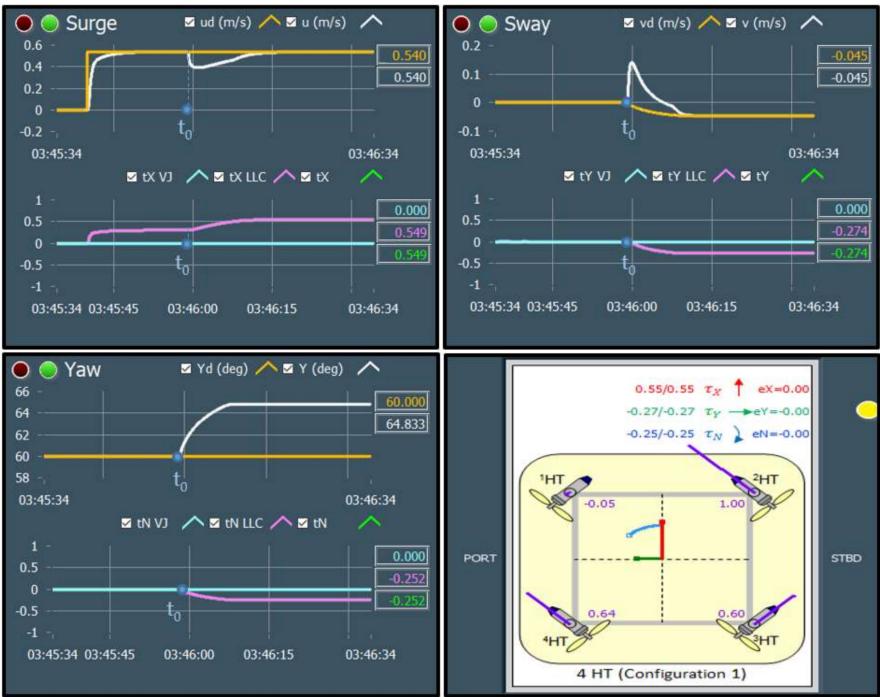 Surge
ud (m/s) u (m/s)
0.6
0.4
0.2
0
-0.2
0.540
0.540
t0
03:45:34 03:46:34
tX VJ tX LLC tX
1
0.5
0
-0.5
-1
0.000
0.549
0.549
t0
03:45:34 03:45:45 03:46:00 03:46:15 03:46:34
Sway
vd (m/s) v (m/s)
0.2
0.1
0
-0.1
-0.045
-0.045
t0
03:45:34 03:46:34
tY VJ tY LLC tY
1
0.5
0
-0.5
-1
0.000
-0.274
-0.274
t0
03:45:34 03:45:45 03:46:00 03:46:15 03:46:34
Yaw
Yd (deg) Y (deg)
66
64
62
60
58
60.000
64.833
t0
03:45:34 03:46:34
tN VJ tN LLC tN
1
0.5
0
-0.5
-1
0.000
-0.252
-0.252
t0
03:45:34 03:45:45 03:46:00 03:46:15 03:46:34
0.55/0.55 τX eX=0.00
-0.27/-0.27 τY eY=-0.00
-0.25/-0.25 τN eN=-0.00
1HT 2HT
-0.05 1.00
PORT STBD
0.64 0.60
4HT 3HT
4 HT (Configuration 1)